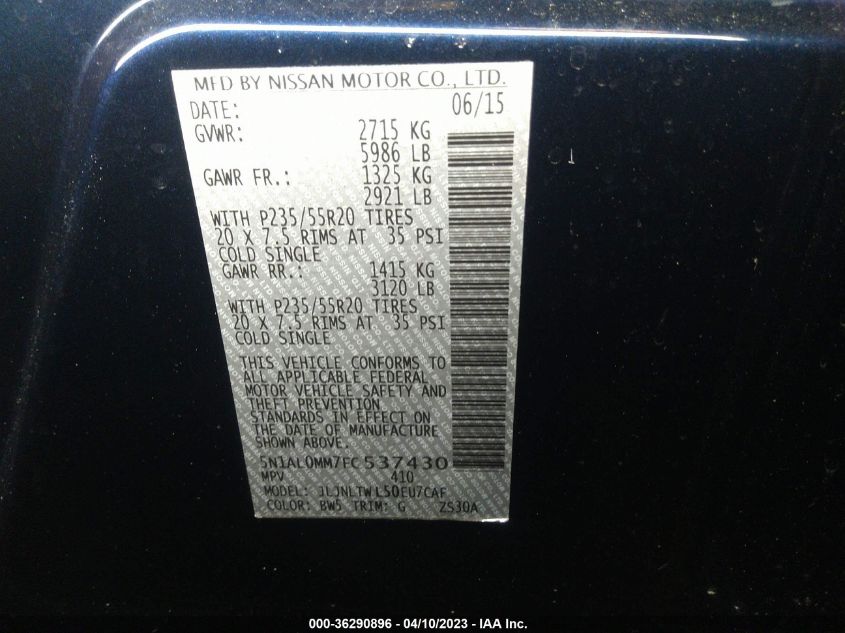 MFD BY NISSAN MOTOR CO., LTD.
DATE: 06/15
GVWR: 2715 KG
5986 LB
GAWR FR.: 1325 KG
2921 LB
WITH P235/55R20 TIRES
20 X 7.5 RIMS AT 35 PSI
COLD SINGLE
GAWR RR.: 1415 KG
3120 LB
WITH P235/55R20 TIRES
20 X 7.5 RIMS AT 35 PSI
COLD SINGLE
THIS VEHICLE CONFORMS TO
ALL APPLICABLE FEDERAL
MOTOR VEHICLE SAFETY AND
THEFT PREVENTION
STANDARDS IN EFFECT ON
THE DATE OF MANUFACTURE
SHOWN ABOVE.
5N1AL0MM7FC537430
MPV 410
MODEL: JLJNLTWL50EU7CAF
COLOR: BW5 TRIM: G ZS30A
000-36290896 - 04/10/2023 - IAA Inc.